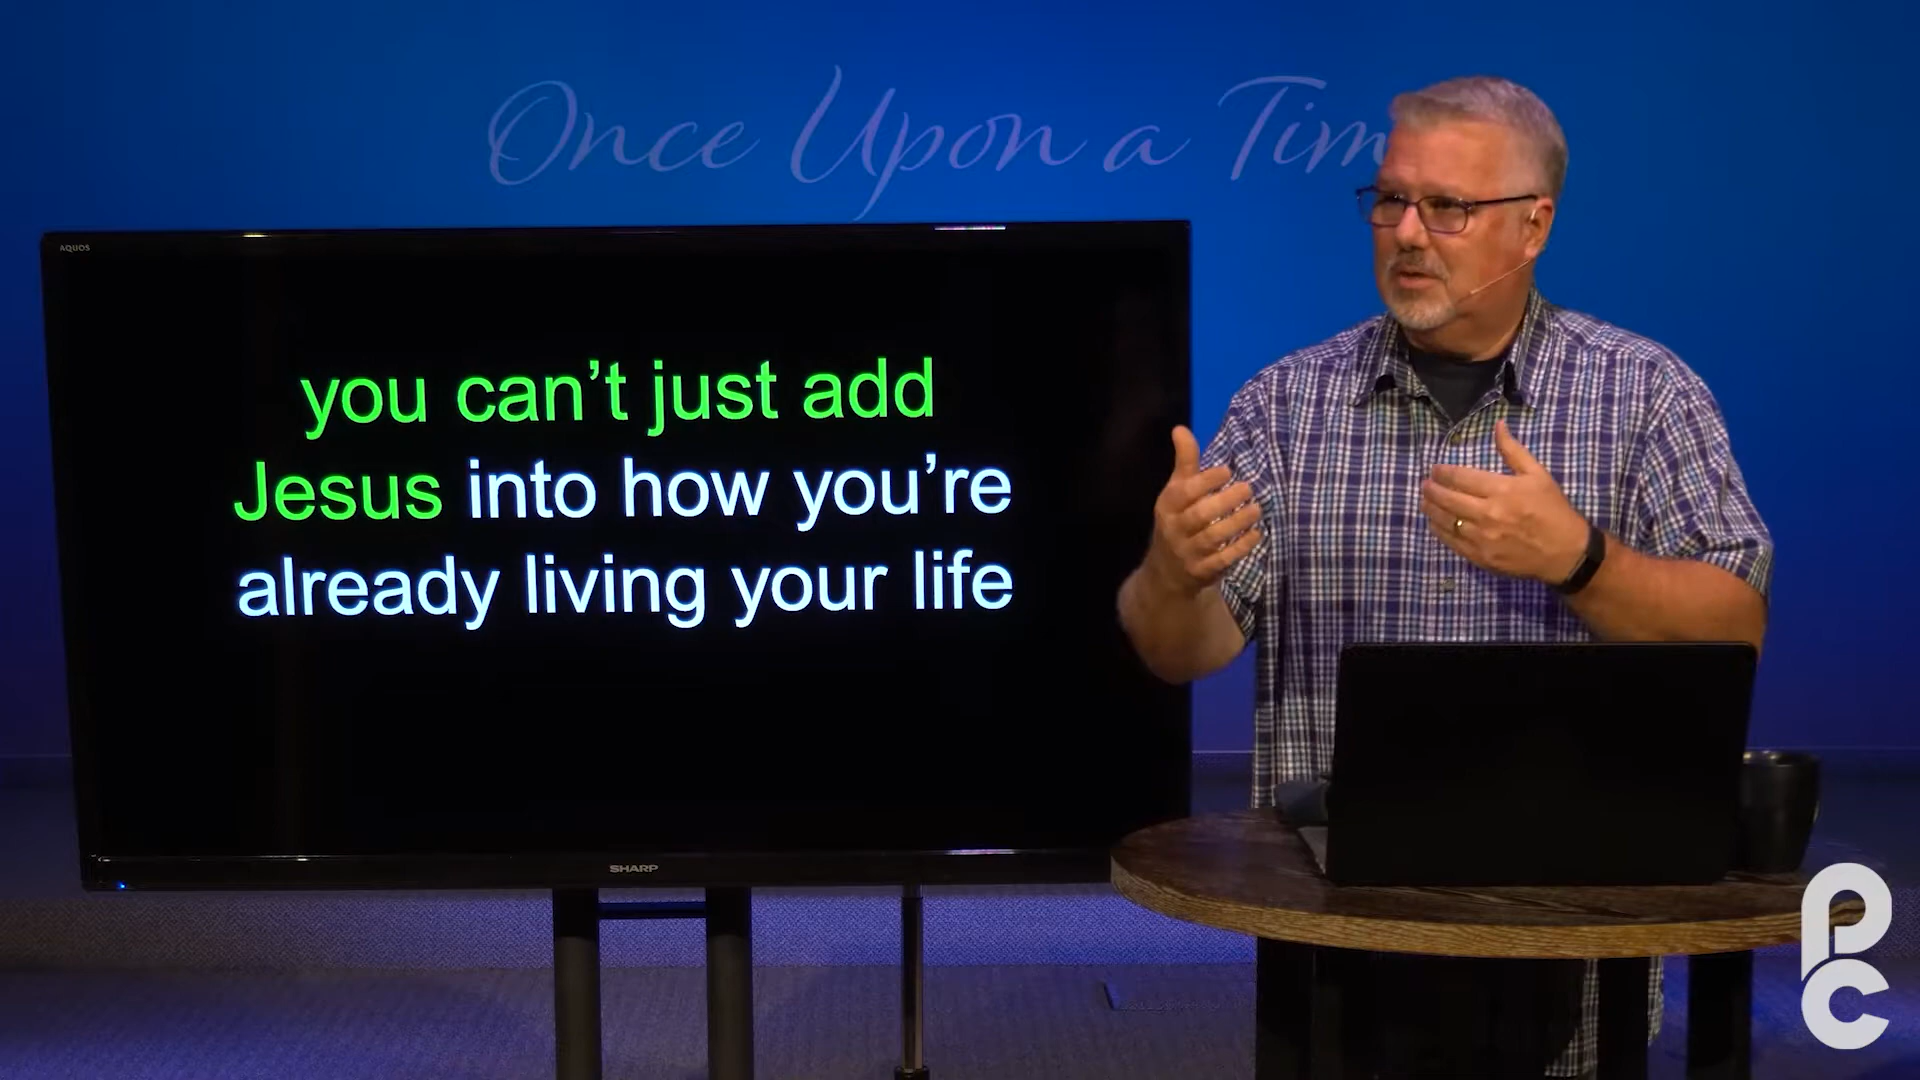 Once Upon a Tim
AQUOS
you can't just add
Jesus into how you're
already living your life
SHARP
PC